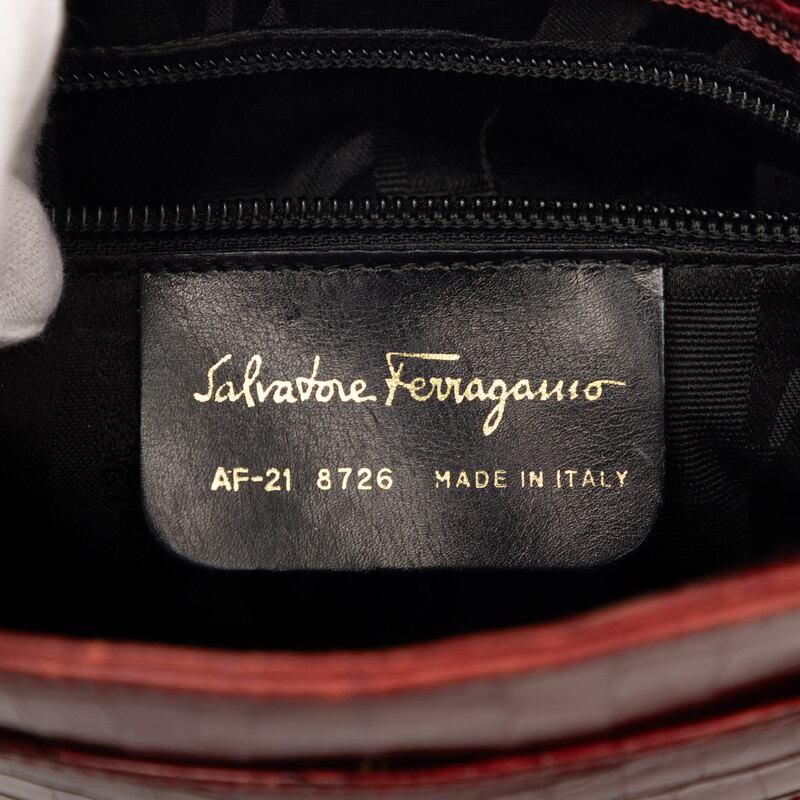 Salvatore Ferragamo
AF-21 8726 MADE IN ITALY